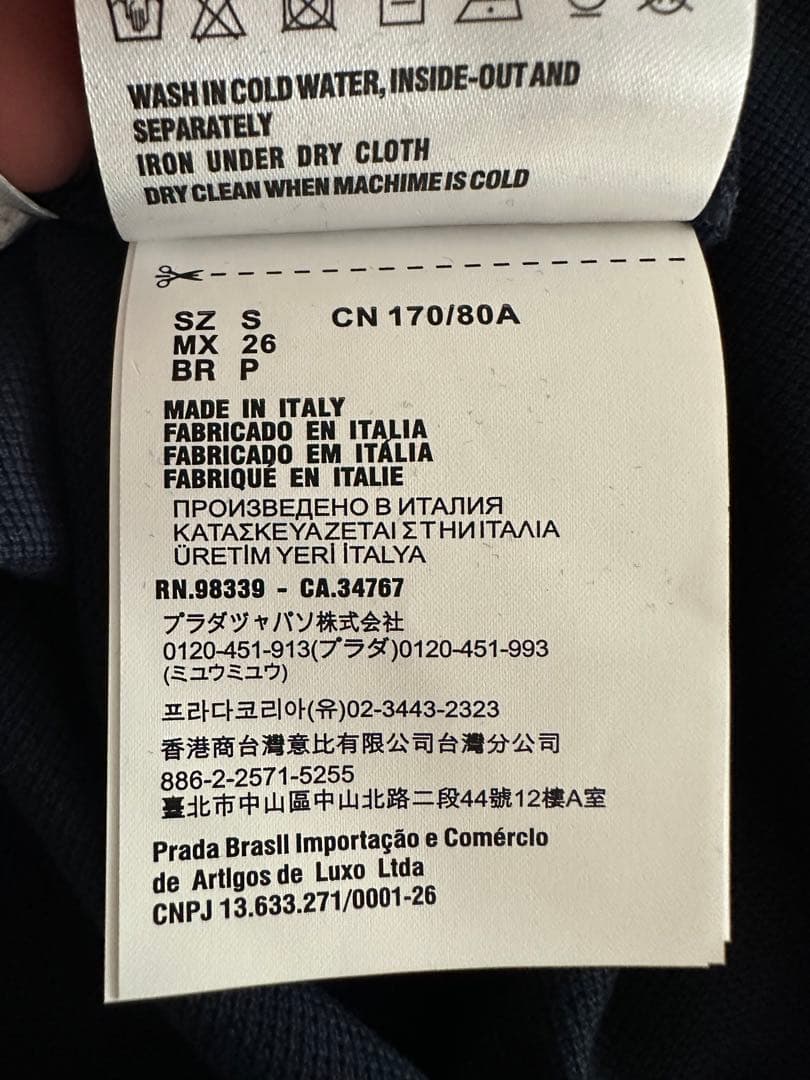 WASH IN COLD WATER, INSIDE-OUT AND
SEPARATELY
IRON UNDER DRY CLOTH
DRY CLEAN WHEN MACHIME IS COLD
SZ S CN 170/80A
MX 26
BR P
MADE IN ITALY
FABRICADO EN ITALIA
FABRICADO EM ITÁLIA
FABRIQUÉ EN ITALIE
ПРОИЗВЕДЕНО В ИТАЛИЯ
ΚΑΤΑΣΚΕΥΑΖΕΤΑΙ ΣΤΗИ ΙΤΑΛΙΑ
ÜRETİM YERİ İTALYA
RN.98339 - CA.34767
プラダヅャパソ株式会社
0120-451-913(プラダ)0120-451-993
(ミユウミユウ)
프라다코리아(유)02-3443-2323
香港商台灣意比有限公司台灣分公司
886-2-2571-5255
臺北市中山區中山北路二段44號12樓A室
Prada BrasIl Importação e ComércIo
de ArtIgos de Luxo Ltda
CNPJ 13.633.271/0001-26